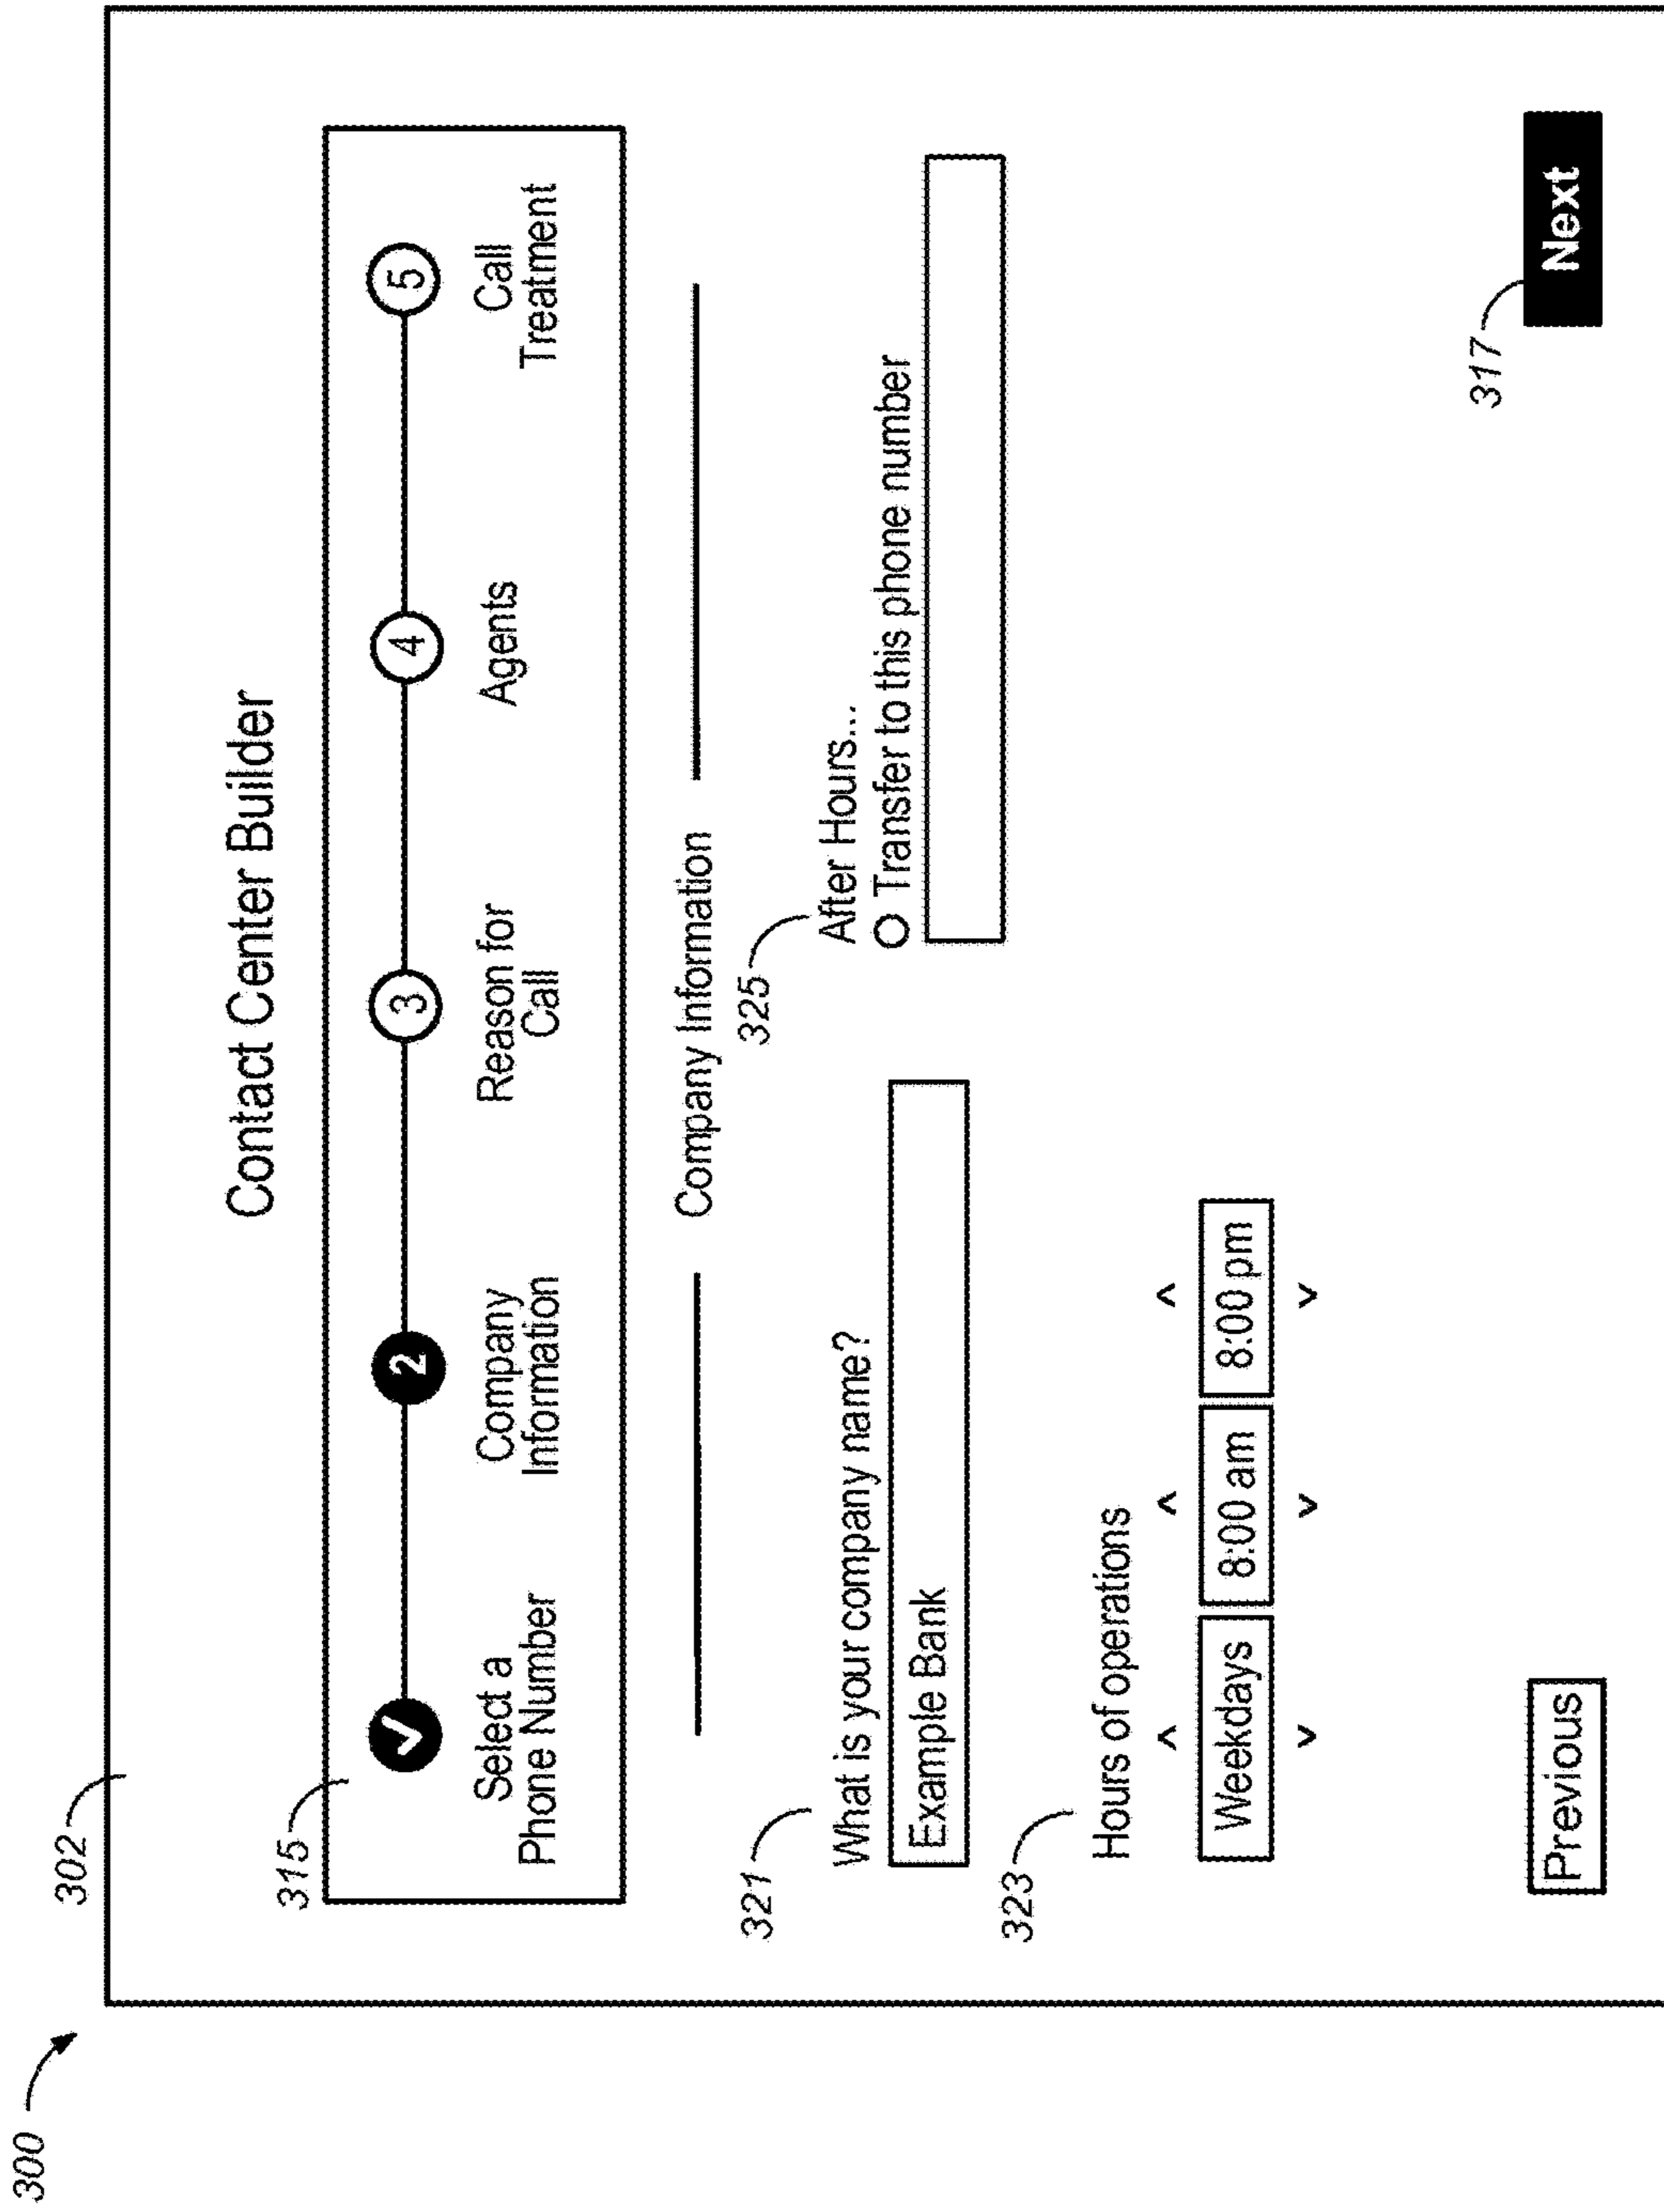 300
302
Contact Center Builder
315
2
3
4
5
Select a
Phone Number
Company
Information
Reason for
Call
Agents
Call
Treatment
Company Information
321
What is your company name?
Example Bank
325
After Hours...
Transfer to this phone number
323
Hours of operations
Weekdays
8:00 am
8:00 pm
317
Previous
Next